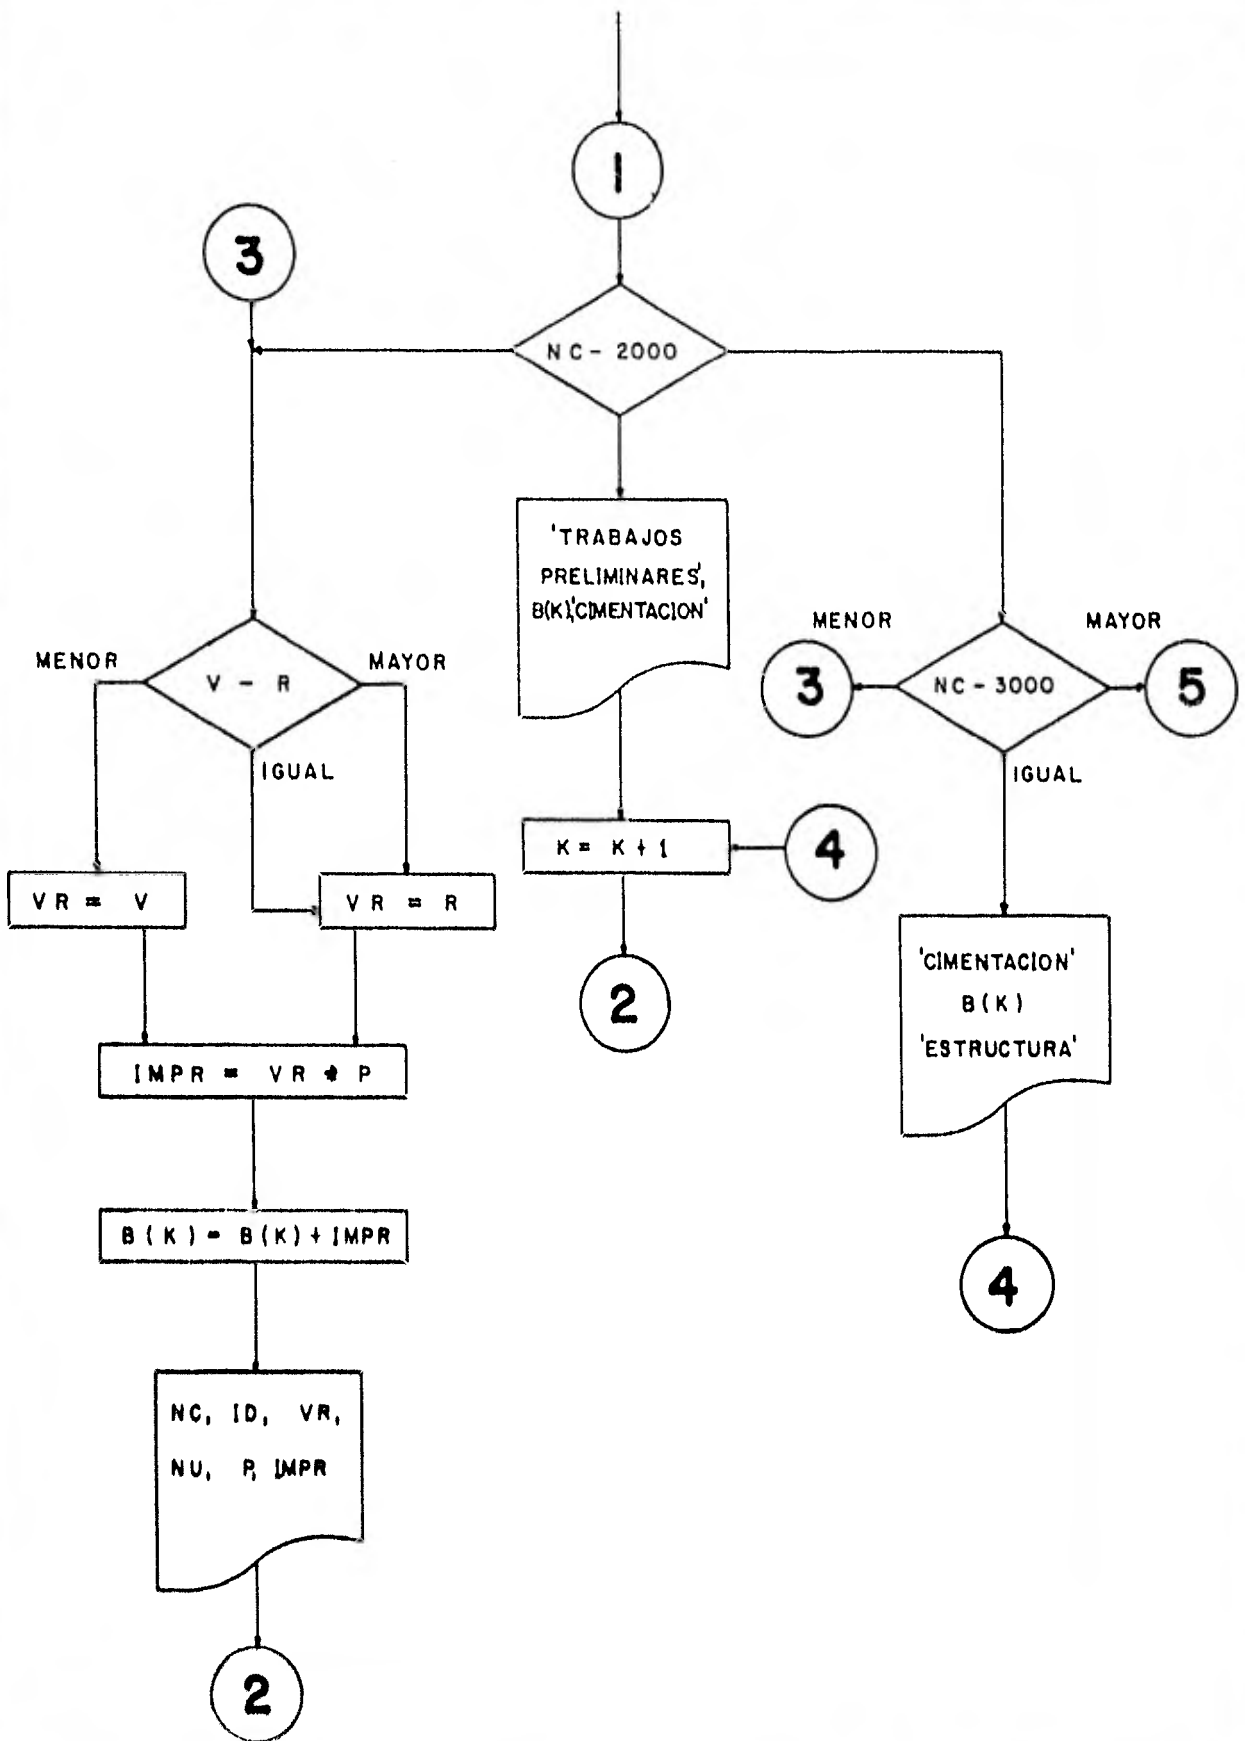 1
3
NC - 2000
'TRABAJOS
PRELIMINARES',
B(K),'CIMENTACION'
MENOR
V - R
MAYOR
IGUAL
MENOR
NC - 3000
MAYOR
3
5
IGUAL
K = K + 1
4
2
VR = V
VR = R
'CIMENTACION'
B(K)
'ESTRUCTURA'
4
IMPR = VR * P
B(K) = B(K) + IMPR
NC, ID, VR,
NU, P, IMPR
2